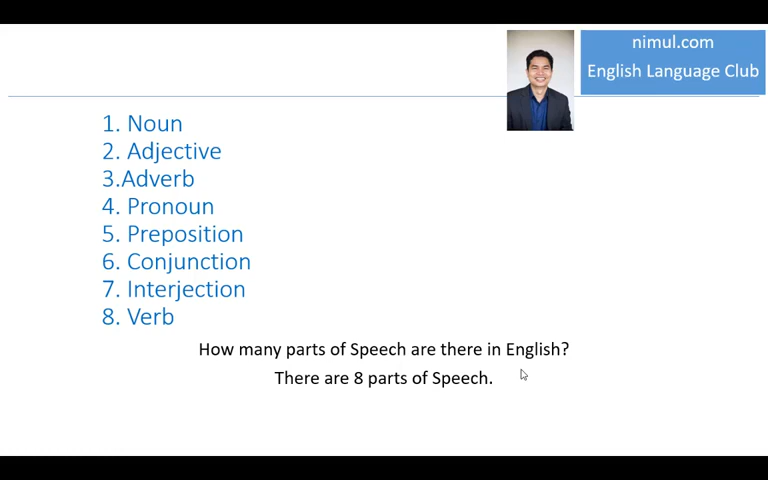 nimul.com
English Language Club
1. Noun
2. Adjective
3.Adverb
4. Pronoun
5. Preposition
6. Conjunction
7. Interjection
8. Verb
How many parts of Speech are there in English?
There are 8 parts of Speech.